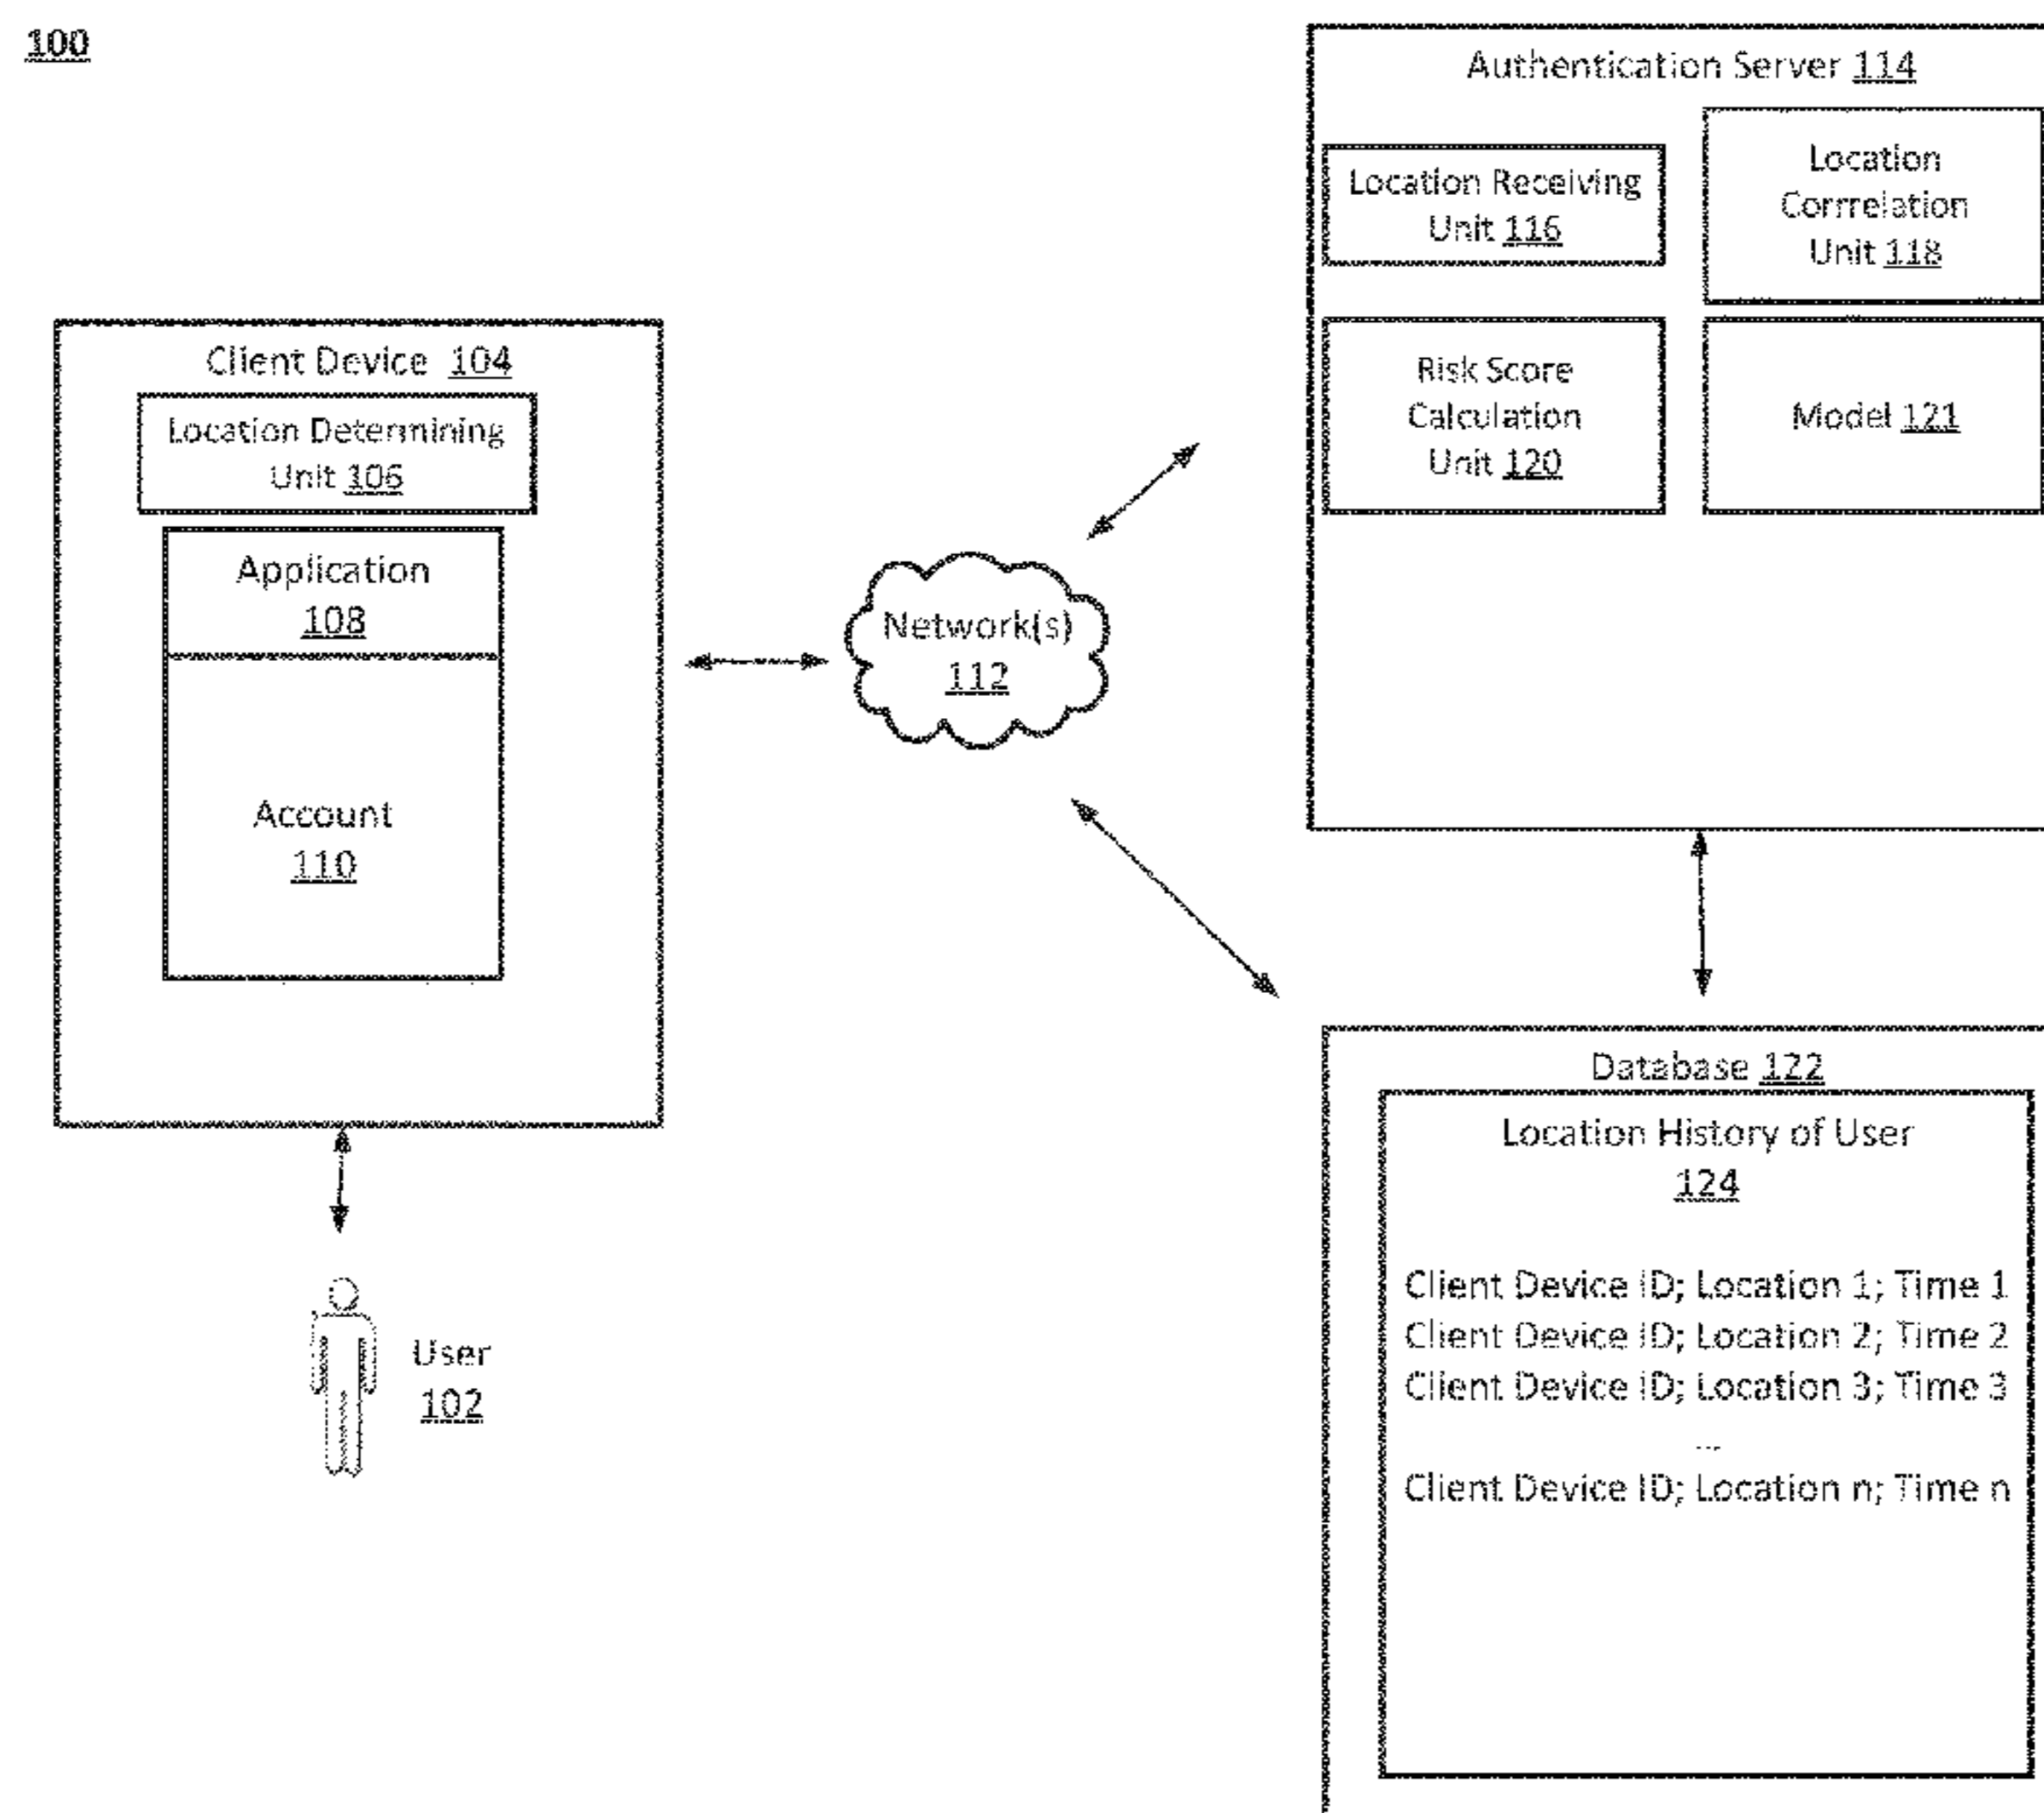 100
Authentication Server 114
Location Receiving
Unit 116
Location
Corrrelation
Unit 118
Risk Score
Calculation
Unit 120
Model 121
Client Device 104
Location Determining
Unit 106
Application
108
Account
110
Network(s)
112
User
102
Database 122
Location History of User
124
Client Device ID; Location 1; Time 1
Client Device ID; Location 2; Time 2
Client Device ID; Location 3; Time 3
...
Client Device ID; Location n; Time n